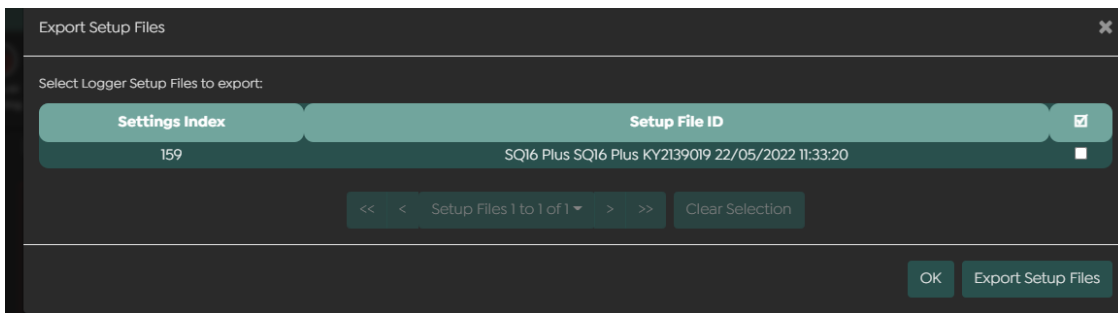 Export Setup Files
Select Logger Setup Files to export:
Settings Index Setup File ID
159 SQ16 Plus SQ16 Plus KY2139019 22/05/2022 11:33:20
<< < Setup Files 1 to 1 of 1 > >> Clear Selection
OK Export Setup Files